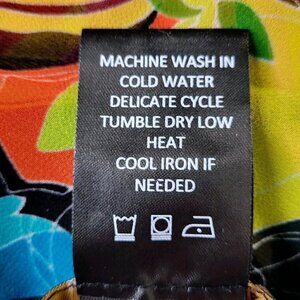 MACHINE WASH IN
COLD WATER
DELICATE CYCLE
TUMBLE DRY LOW
HEAT
COOL IRON IF
NEEDED